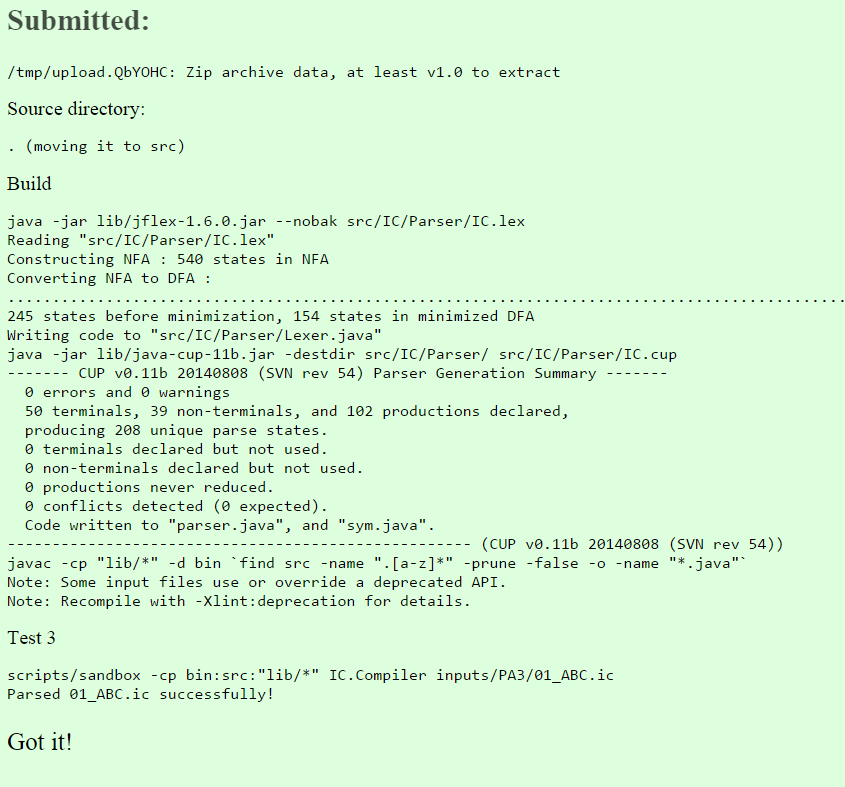 Submitted:
/tmp/upload.QbYOHC: Zip archive data, at least v1.0 to extract
Source directory:
. (moving it to src)
Build
java -jar lib/jflex-1.6.0.jar --nobak src/IC/Parser/IC.lex
Reading "src/IC/Parser/IC.lex"
Constructing NFA : 540 states in NFA
Converting NFA to DFA :
..............................................................................................
245 states before minimization, 154 states in minimized DFA
Writing code to "src/IC/Parser/Lexer.java"
java -jar lib/java-cup-11b.jar -destdir src/IC/Parser/ src/IC/Parser/IC.cup
------- CUP v0.11b 20140808 (SVN rev 54) Parser Generation Summary -------
  0 errors and 0 warnings
  50 terminals, 39 non-terminals, and 102 productions declared,
  producing 208 unique parse states.
  0 terminals declared but not used.
  0 non-terminals declared but not used.
  0 productions never reduced.
  0 conflicts detected (0 expected).
  Code written to "parser.java", and "sym.java".
---------------------------------------------------- (CUP v0.11b 20140808 (SVN rev 54))
javac -cp "lib/*" -d bin `find src -name ".[a-z]*" -prune -false -o -name "*.java"`
Note: Some input files use or override a deprecated API.
Note: Recompile with -Xlint:deprecation for details.
Test 3
scripts/sandbox -cp bin:src:"lib/*" IC.Compiler inputs/PA3/01_ABC.ic
Parsed 01_ABC.ic successfully!
Got it!